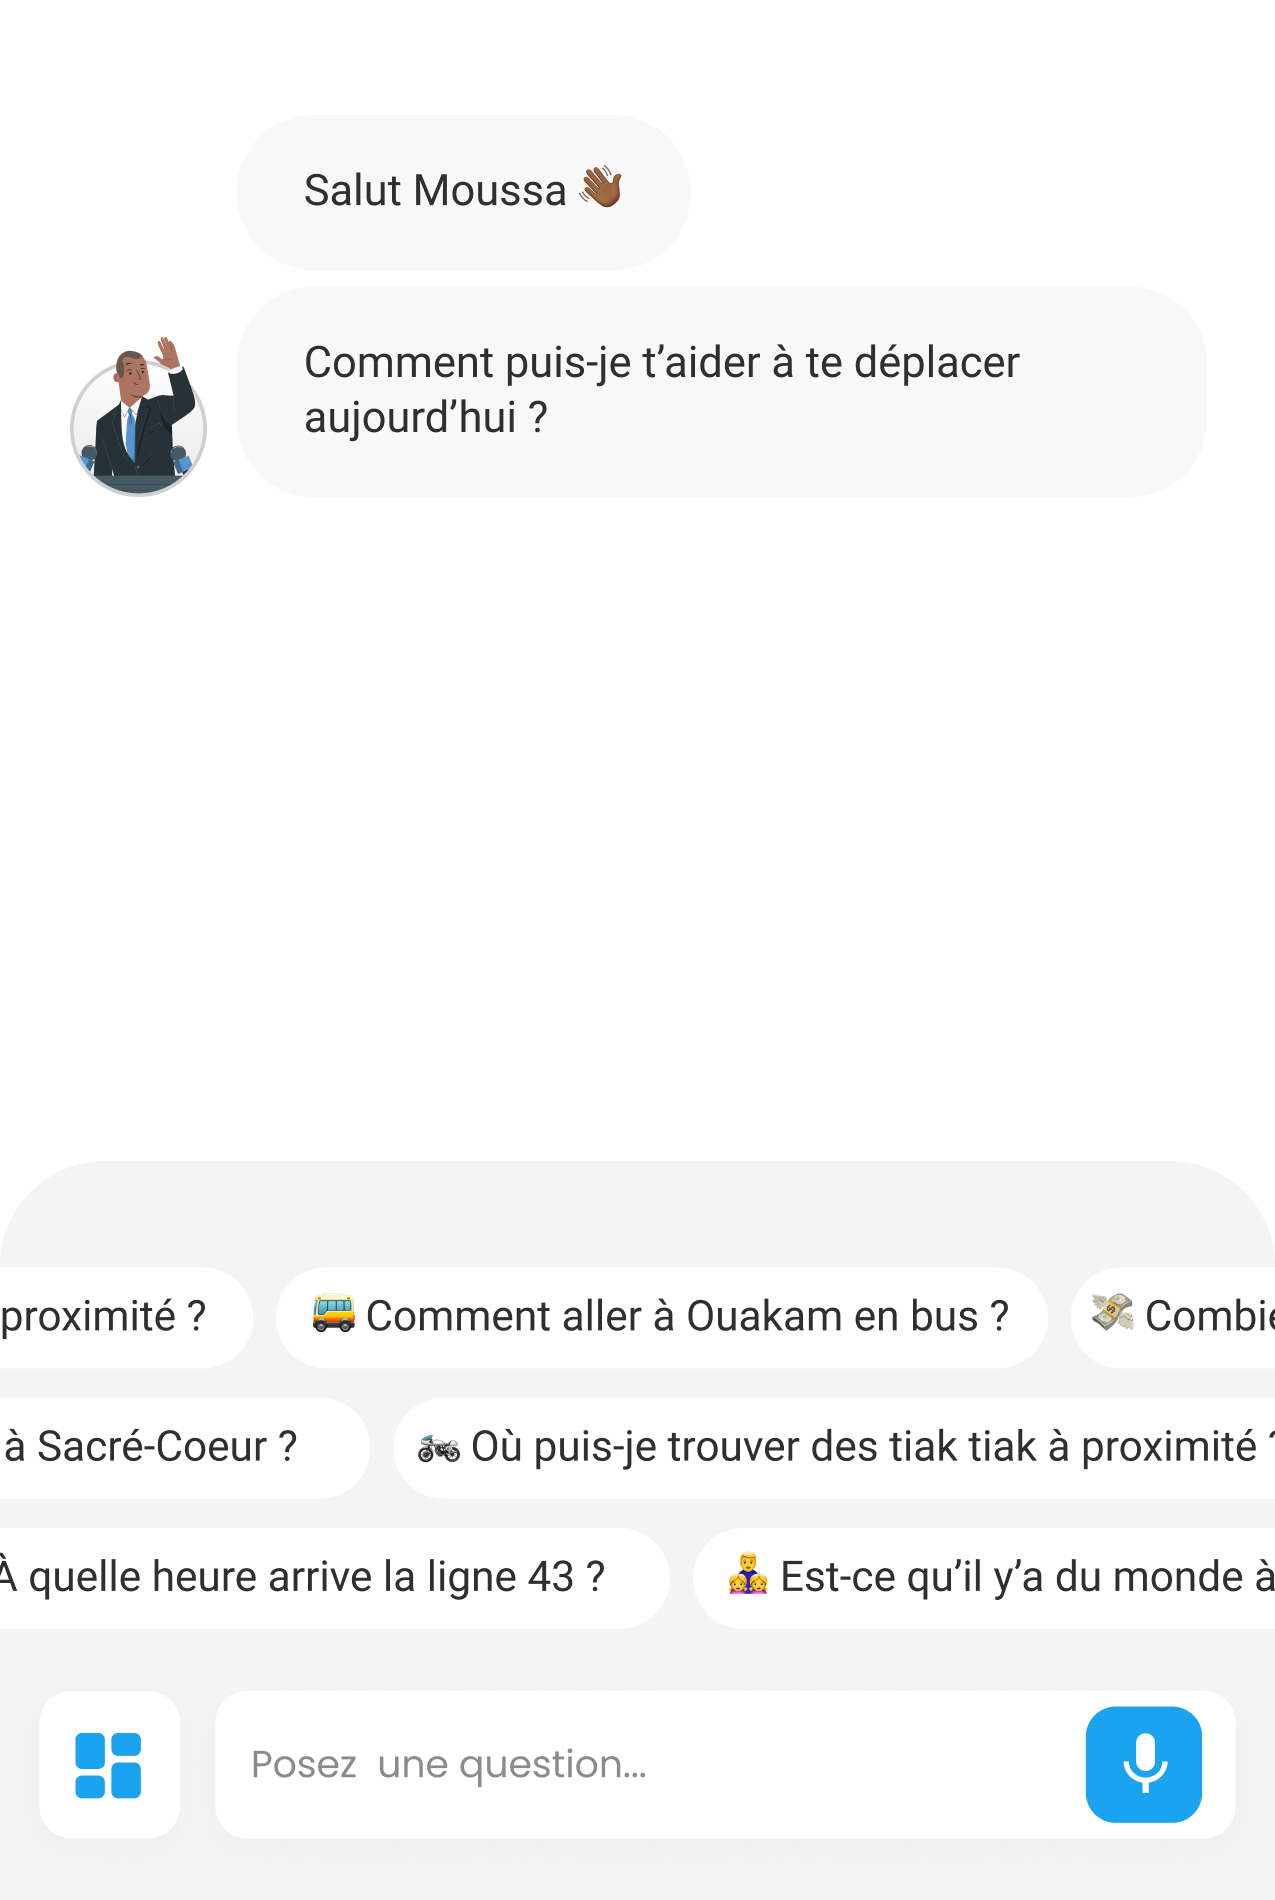 Salut Moussa 👋🏾
Comment puis-je t’aider à te déplacer
aujourd’hui ?
proximité ?
🚌 Comment aller à Ouakam en bus ?
💸 Combie
à Sacré-Coeur ?
🏍 Où puis-je trouver des tiak tiak à proximité ?
À quelle heure arrive la ligne 43 ?
👨‍👧‍👧 Est-ce qu’il y’a du monde à
Posez  une question...